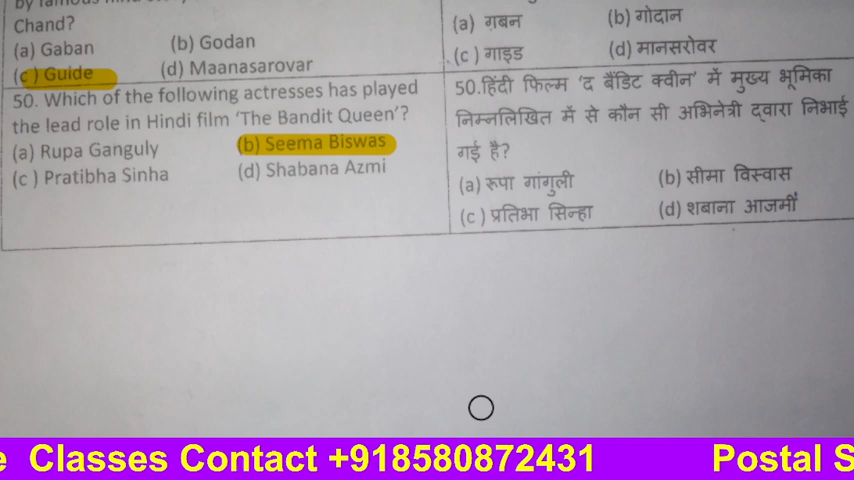 Chand?
(a) Gaban (b) Godan
(c ) Guide (d) Maanasarovar
50. Which of the following actresses has played
the lead role in Hindi film ‘The Bandit Queen’?
(a) Rupa Ganguly (b) Seema Biswas
(c ) Pratibha Sinha (d) Shabana Azmi
(a) ग़बन (b) गोदान
(c ) गाइड (d) मानसरोवर
50.हिंदी फिल्म ‘द बैंडिट क्वीन’ में मुख्य भूमिका
निम्नलिखित में से कौन सी अभिनेत्री द्वारा निभाई
गई है?
(a) रूपा गांगुली (b) सीमा विस्वास
(c ) प्रतिभा सिन्हा (d) शबाना आजमी
e Classes Contact +918580872431 Postal S